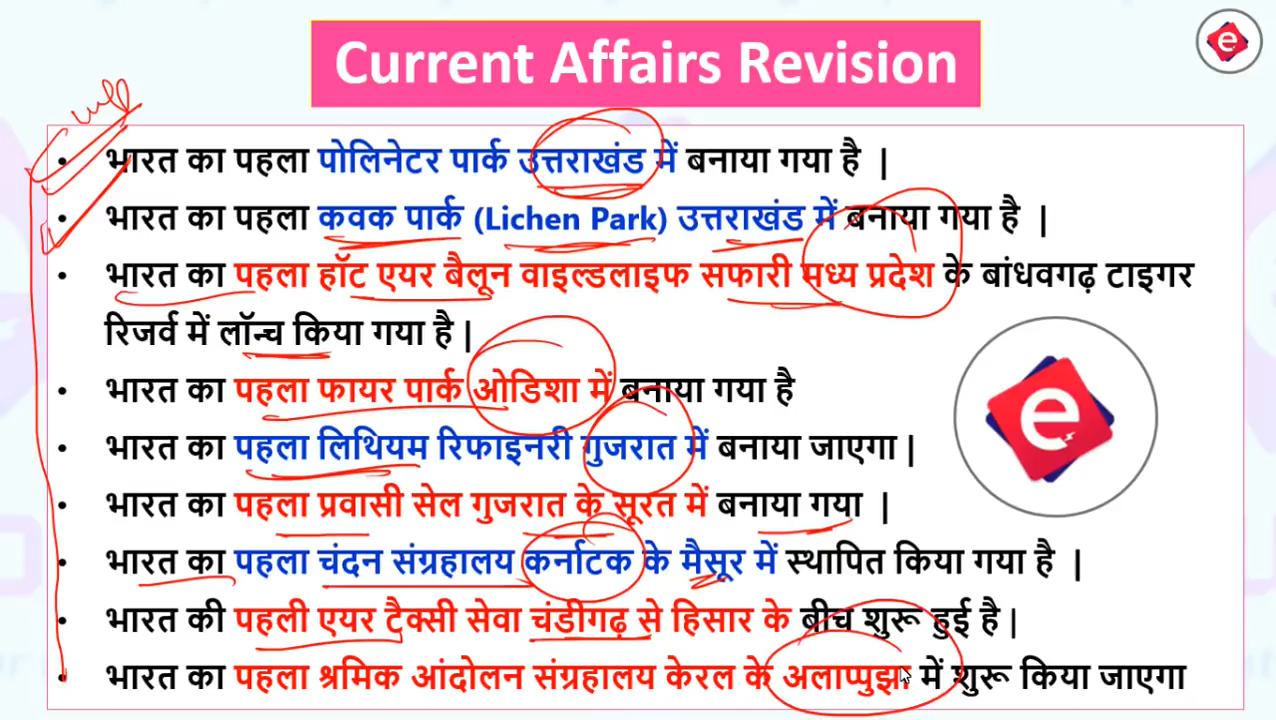 Current Affairs Revision
e
• भारत का पहला पोलिनेटर पार्क उत्तराखंड में बनाया गया है |
• भारत का पहला कवक पार्क (Lichen Park) उत्तराखंड में बनाया गया है |
• भारत का पहला हॉट एयर बैलून वाइल्डलाइफ सफारी मध्य प्रदेश के बांधवगढ़ टाइगर
रिजर्व में लॉन्च किया गया है |
• भारत का पहला फायर पार्क ओडिशा में बनाया गया है
• भारत का पहला लिथियम रिफाइनरी गुजरात में बनाया जाएगा |
• भारत का पहला प्रवासी सेल गुजरात के सूरत में बनाया गया |
• भारत का पहला चंदन संग्रहालय कर्नाटक के मैसूर में स्थापित किया गया है |
• भारत की पहली एयर टैक्सी सेवा चंडीगढ़ से हिसार के बीच शुरू हुई है |
• भारत का पहला श्रमिक आंदोलन संग्रहालय केरल के अलाप्पुझा में शुरू किया जाएगा
e